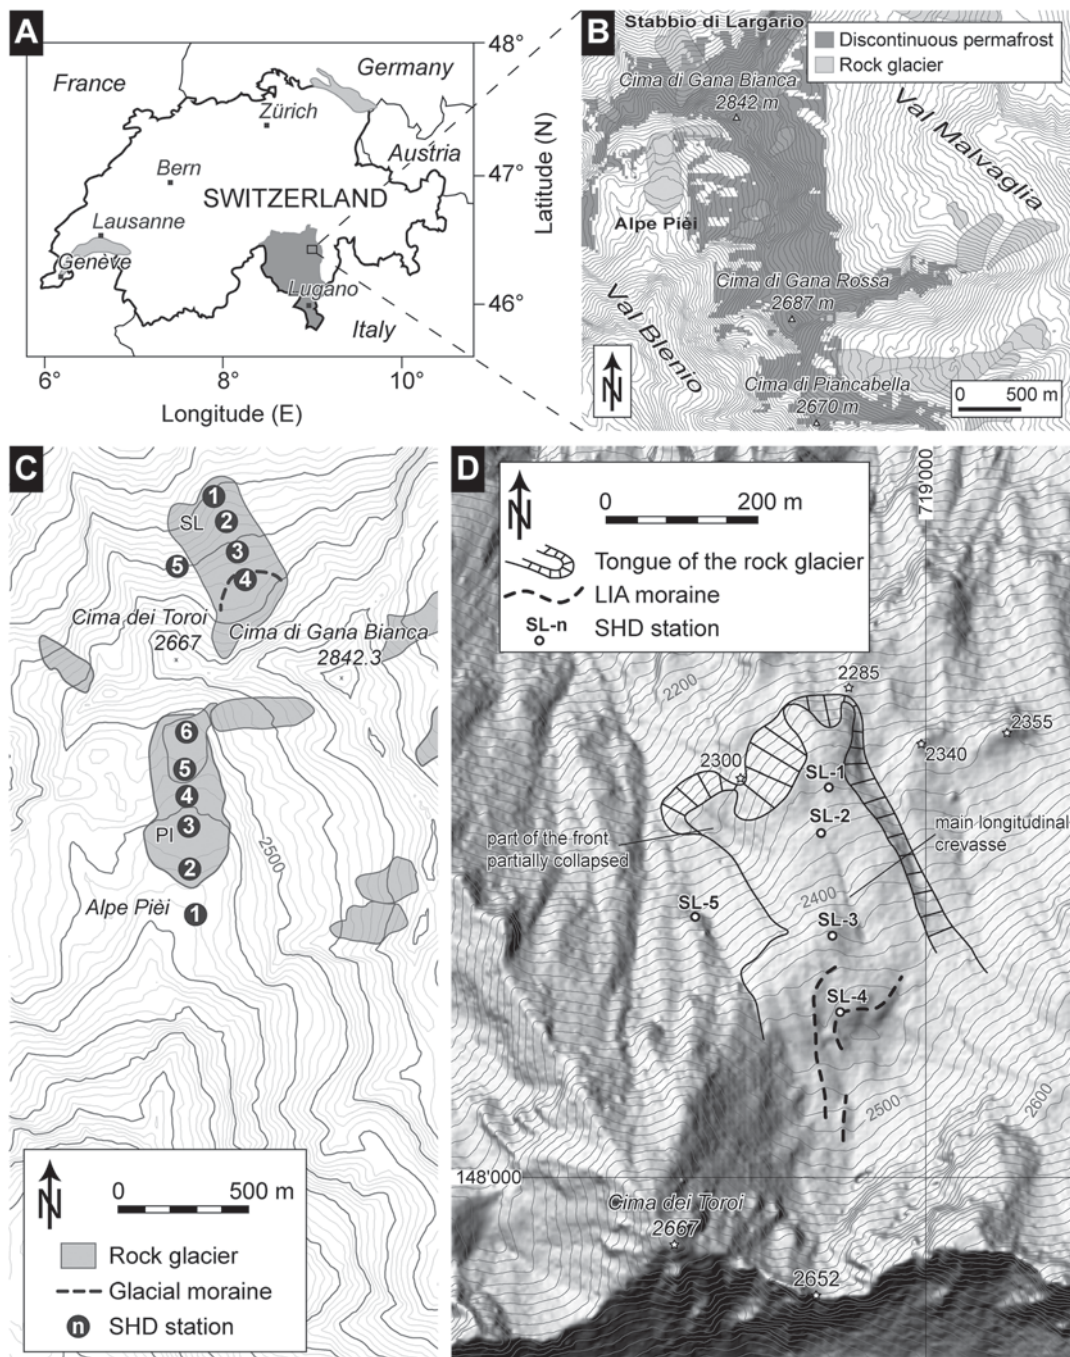 A
48°
France
Germany
Zürich
Austria
Bern
47°
SWITZERLAND
Lausanne
Genève
Lugano
46°
Italy
6°
8°
10°
Longitude (E)
Latitude (N)
B
Stabbio di Largario
Discontinuous permafrost
Rock glacier
Cima di Gana Bianca
2842 m
Val Malvaglia
Alpe Pièi
Cima di Gana Rossa
2687 m
Val Blenio
Cima di Piancabella
2670 m
N
0 500 m
C
1
SL
2
3
5
4
Cima dei Toroi
2667
Cima di Gana Bianca
2842.3
6
5
4
3
PI
2
2500
Alpe Pièi
1
N
0 500 m
Rock glacier
Glacial moraine
n SHD station
D
N
0 200 m
Tongue of the rock glacier
LIA moraine
SL-n
SHD station
719'000
2200
2285
2355
2340
2300
SL-1
SL-2
part of the front
partially collapsed
main longitudinal
crevasse
2400
SL-5
SL-3
SL-4
2500
2600
148'000
Cima dei Toroi
2667
2652